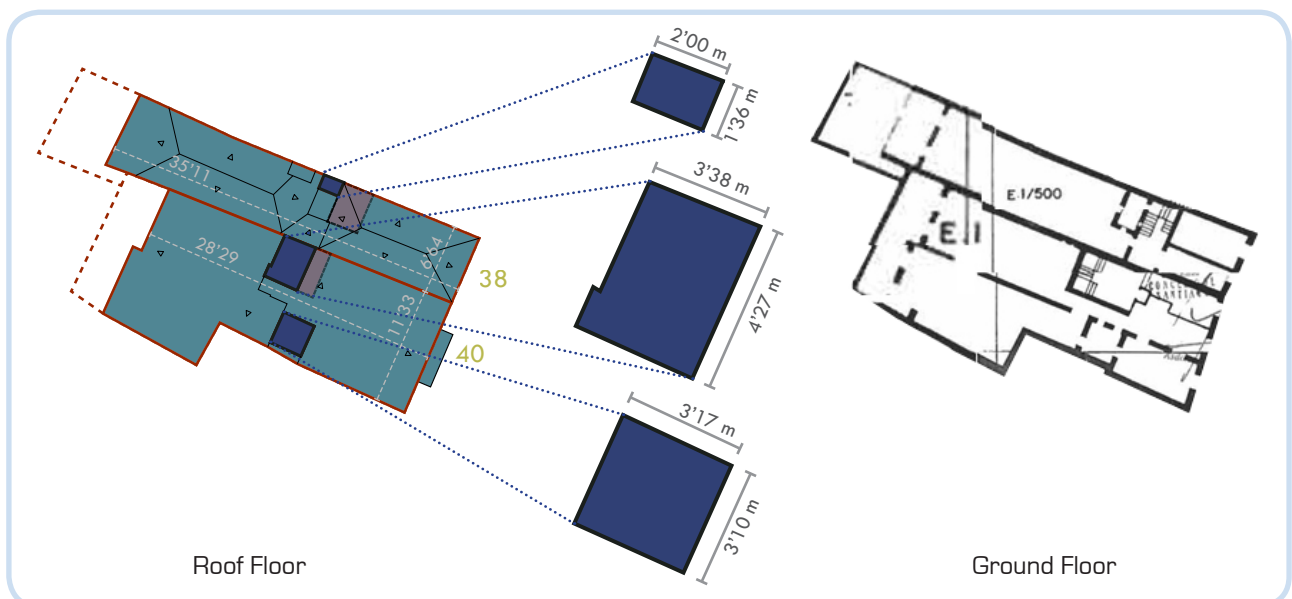 2'00 m
1'36 m
3'38 m
4'27 m
3'17 m
3'10 m
35'11
28'29
6'64
11'33
38
40
E.1/500
E 1
Roof Floor
Ground Floor